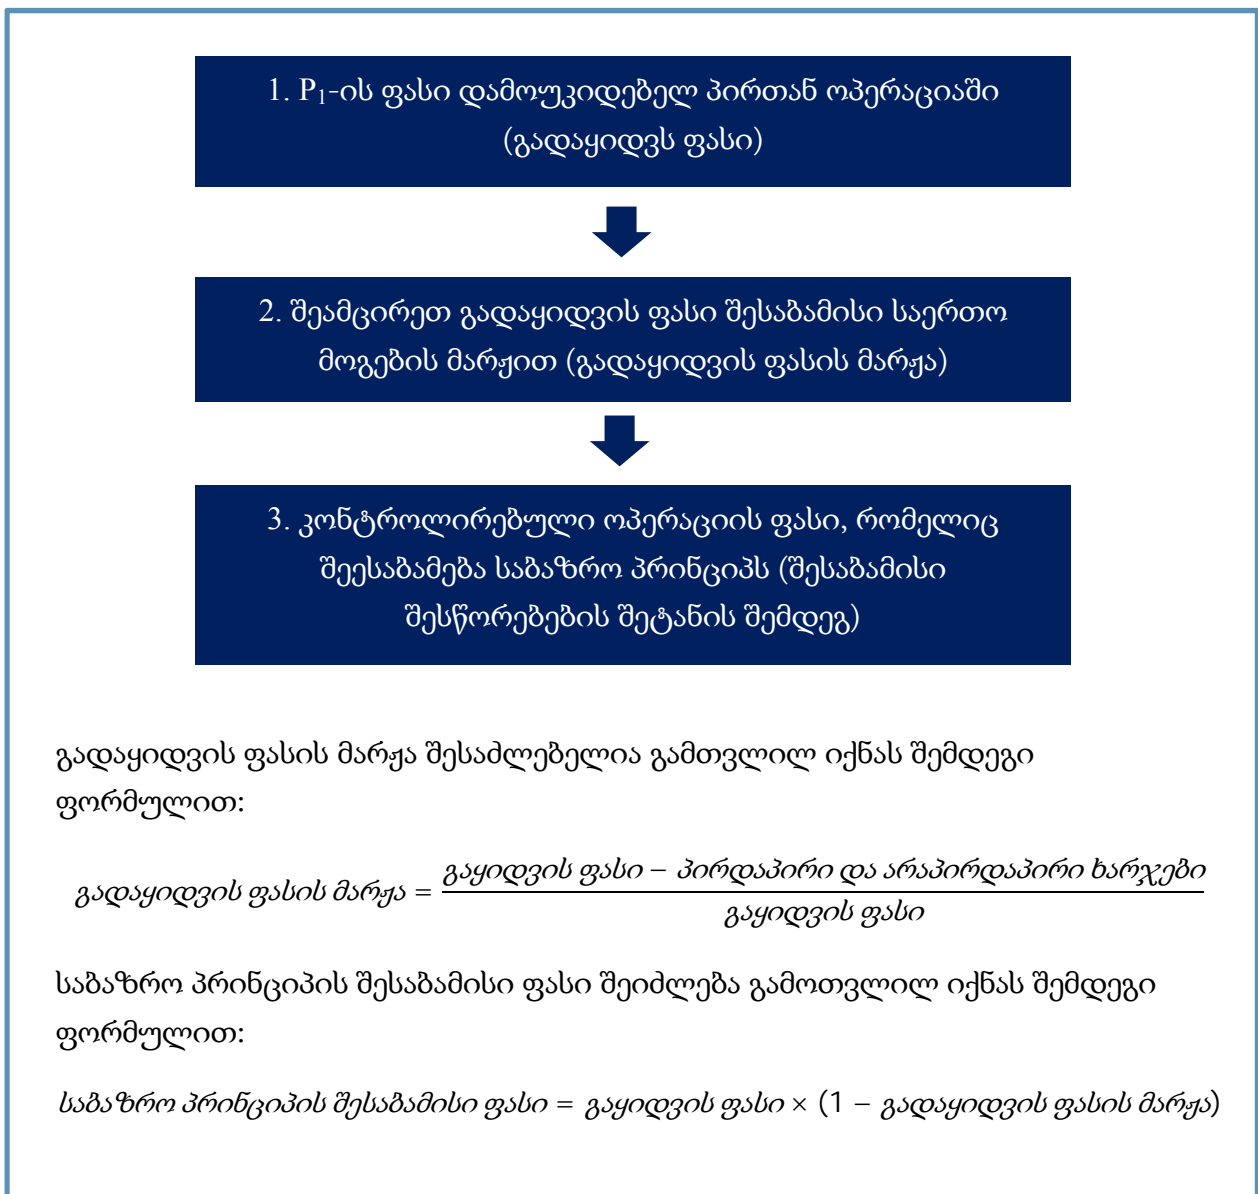 1. P₁-ის ფასი დამოუკიდებელ პირთან ოპერაციაში
(გადაყიდვს ფასი)
2. შეამცირეთ გადაყიდვის ფასი შესაბამისი საერთო
მოგების მარჟით (გადაყიდვის ფასის მარჟა)
3. კონტროლირებული ოპერაციის ფასი, რომელიც
შეესაბამება საბაზრო პრინციპს (შესაბამისი
შესწორებების შეტანის შემდეგ)
გადაყიდვის ფასის მარჟა შესაძლებელია გამთვლილ იქნას შემდეგი
ფორმულით:
გადაყიდვის ფასის მარჟა = გაყიდვის ფასი − პირდაპირი და არაპირდაპირი ხარჯები
გაყიდვის ფასი
საბაზრო პრინციპის შესაბამისი ფასი შეიძლება გამოთვლილ იქნას შემდეგი
ფორმულით:
საბაზრო პრინციპის შესაბამისი ფასი = გაყიდვის ფასი × (1 − გადაყიდვის ფასის მარჟა)